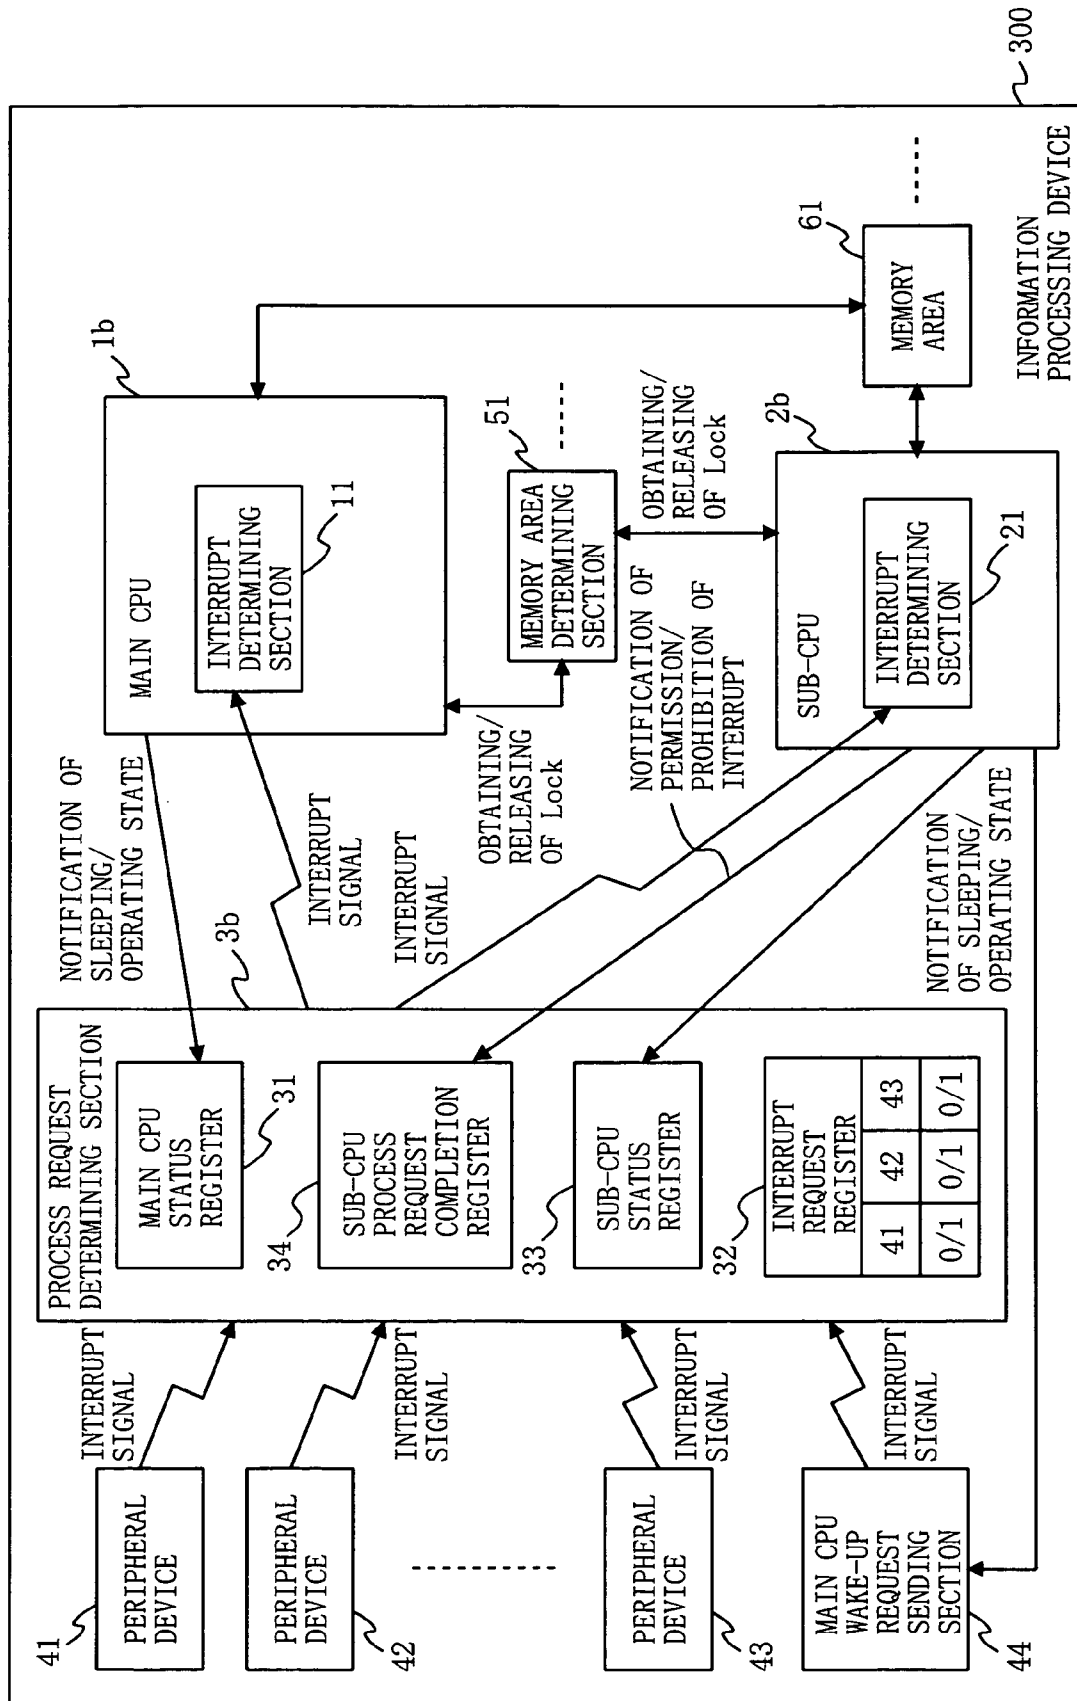 300
INFORMATION
PROCESSING DEVICE
41
PERIPHERAL
DEVICE
INTERRUPT
SIGNAL
PERIPHERAL
DEVICE
42
INTERRUPT
SIGNAL
PERIPHERAL
DEVICE
43
INTERRUPT
SIGNAL
MAIN CPU
WAKE-UP
REQUEST
SENDING
SECTION
44
INTERRUPT
SIGNAL
PROCESS REQUEST
DETERMINING SECTION
3b
MAIN CPU
STATUS
REGISTER
31
34
SUB-CPU
PROCESS
REQUEST
COMPLETION
REGISTER
33
SUB-CPU
STATUS
REGISTER
32
INTERRUPT
REQUEST
REGISTER
41 42 43
0/1 0/1 0/1
NOTIFICATION OF
SLEEPING/
OPERATING STATE
INTERRUPT
SIGNAL
INTERRUPT
SIGNAL
1b
MAIN CPU
INTERRUPT
DETERMINING
SECTION
11
OBTAINING/
RELEASING
OF Lock
51
MEMORY AREA
DETERMINING
SECTION
OBTAINING/
RELEASING
OF Lock
NOTIFICATION OF
PERMISSION/
PROHIBITION OF
INTERRUPT
2b
SUB-CPU
INTERRUPT
DETERMINING
SECTION
21
NOTIFICATION
OF SLEEPING/
OPERATING STATE
61
MEMORY
AREA